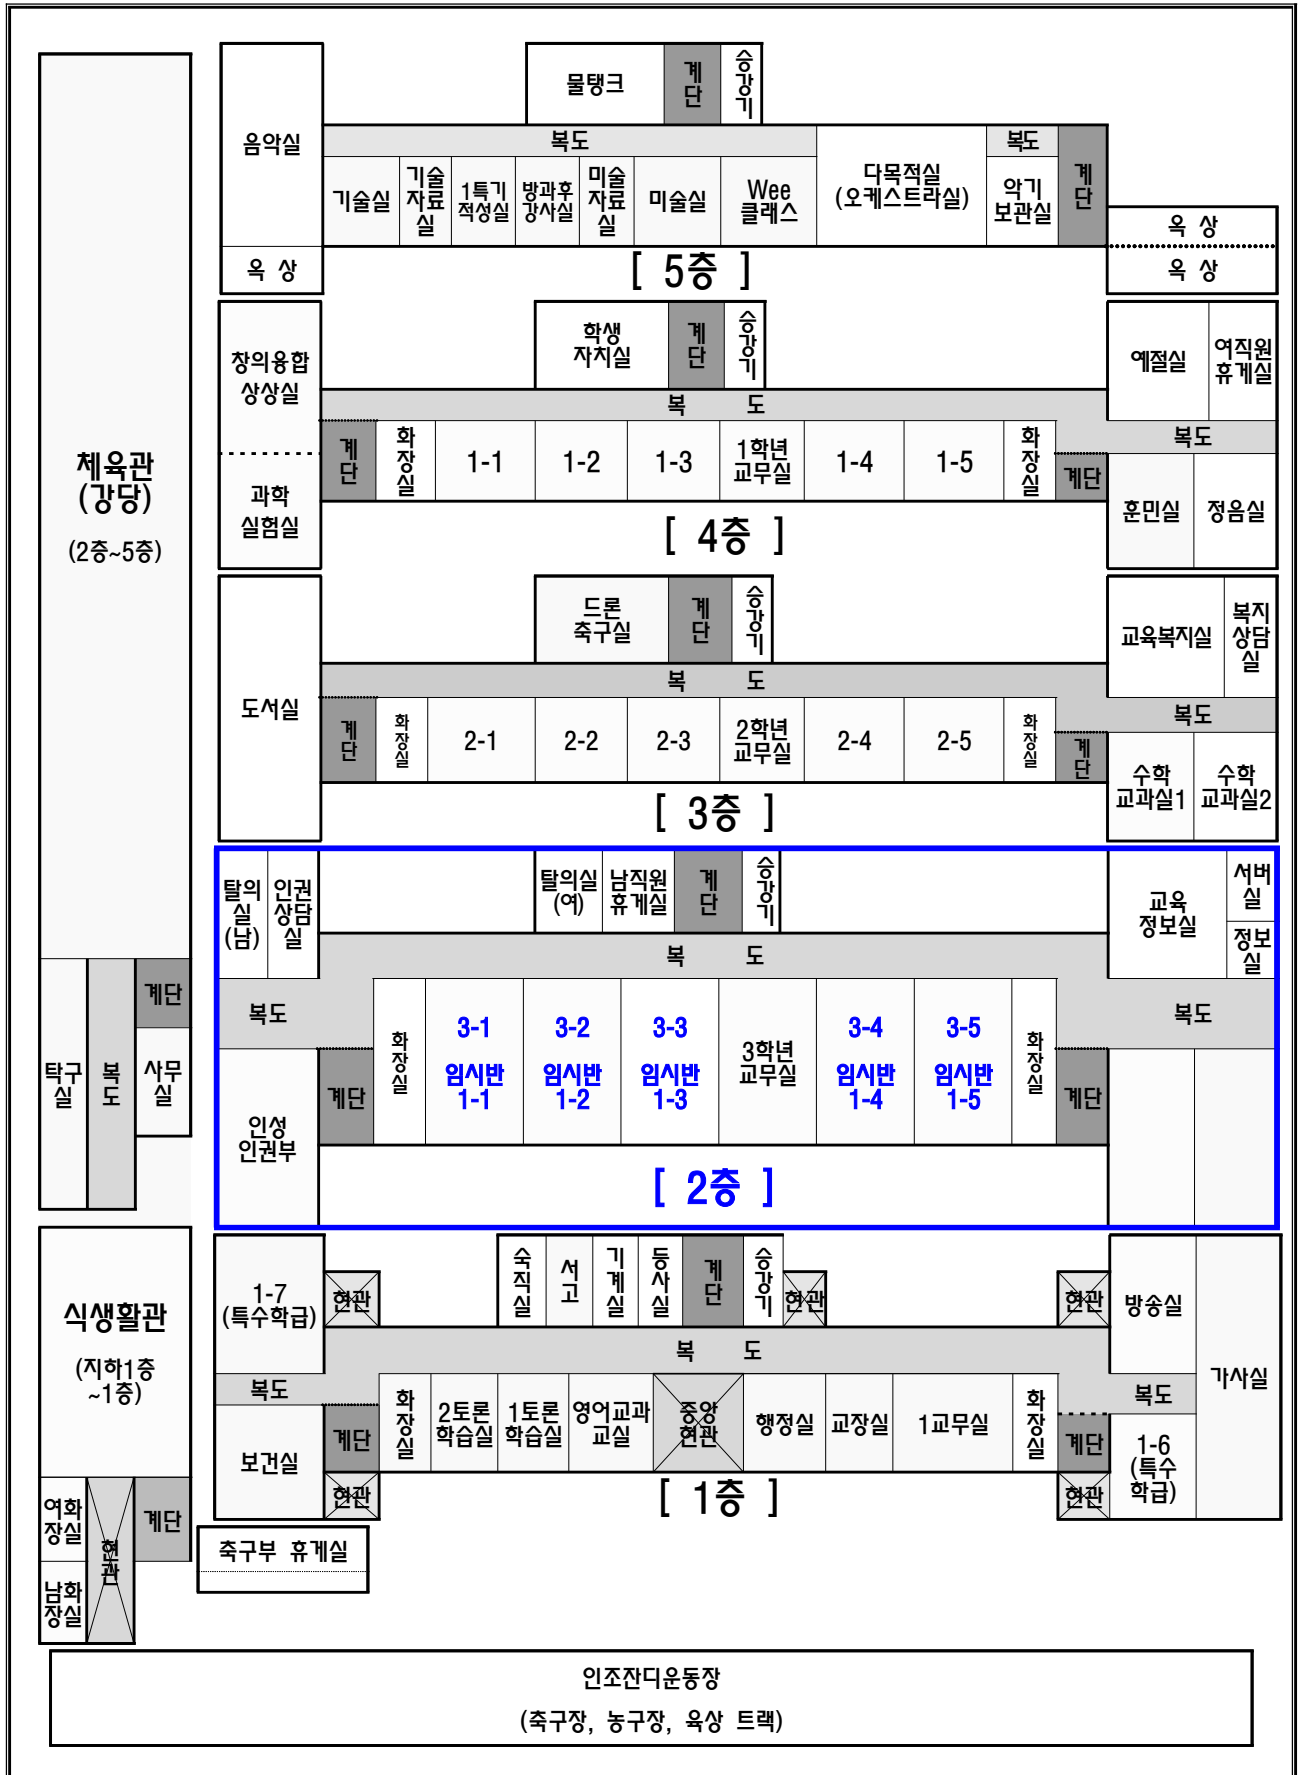 체육관
(강당)
(2층~5층)
탁구
실
복
도
계단
사무
실
식생활관
(지하1층
~1층)
여화
장실
남화
장실
현
관
계단
음악실
옥 상
물탱크
계
단
승
강
기
복도
기술실
기술
자료
실
1특기
적성실
방과후
강사실
미술
자료
실
미술실
Wee
클래스
다목적실
(오케스트라실)
복도
악기
보관실
계
단
옥 상
옥 상
[ 5층 ]
창의융합
상상실
과학
실험실
학생
자치실
계
단
승
강
기
복 도
계
단
화
장
실
1-1
1-2
1-3
1학년
교무실
1-4
1-5
화
장
실
계단
예절실
여직원
휴게실
복도
훈민실
정음실
[ 4층 ]
도서실
드론
축구실
계
단
승
강
기
복 도
계
단
화
장
실
2-1
2-2
2-3
2학년
교무실
2-4
2-5
화
장
실
계
단
교육복지실
복지
상담
실
복도
수학
교과실1
수학
교과실2
[ 3층 ]
탈의
실
(남)
인권
상담
실
탈의실
(여)
남직원
휴게실
계
단
승
강
기
교육
정보실
서버
실
정보
실
복 도
복도
복도
인성
인권부
계단
화
장
실
3-1
임시반
1-1
3-2
임시반
1-2
3-3
임시반
1-3
3학년
교무실
3-4
임시반
1-4
3-5
임시반
1-5
화
장
실
계단
[ 2층 ]
1-7
(특수학급)
현관
숙
직
실
서
고
기
계
실
등
사
실
계
단
승
강
기
현관
현관
방송실
가사실
복 도
복도
복도
보건실
계단
현관
화
장
실
2토론
학습실
1토론
학습실
영어교과
교실
중앙
현관
행정실
교장실
1교무실
화
장
실
계단
현관
1-6
(특수
학급)
[ 1층 ]
축구부 휴게실
인조잔디운동장
(축구장, 농구장, 육상 트랙)